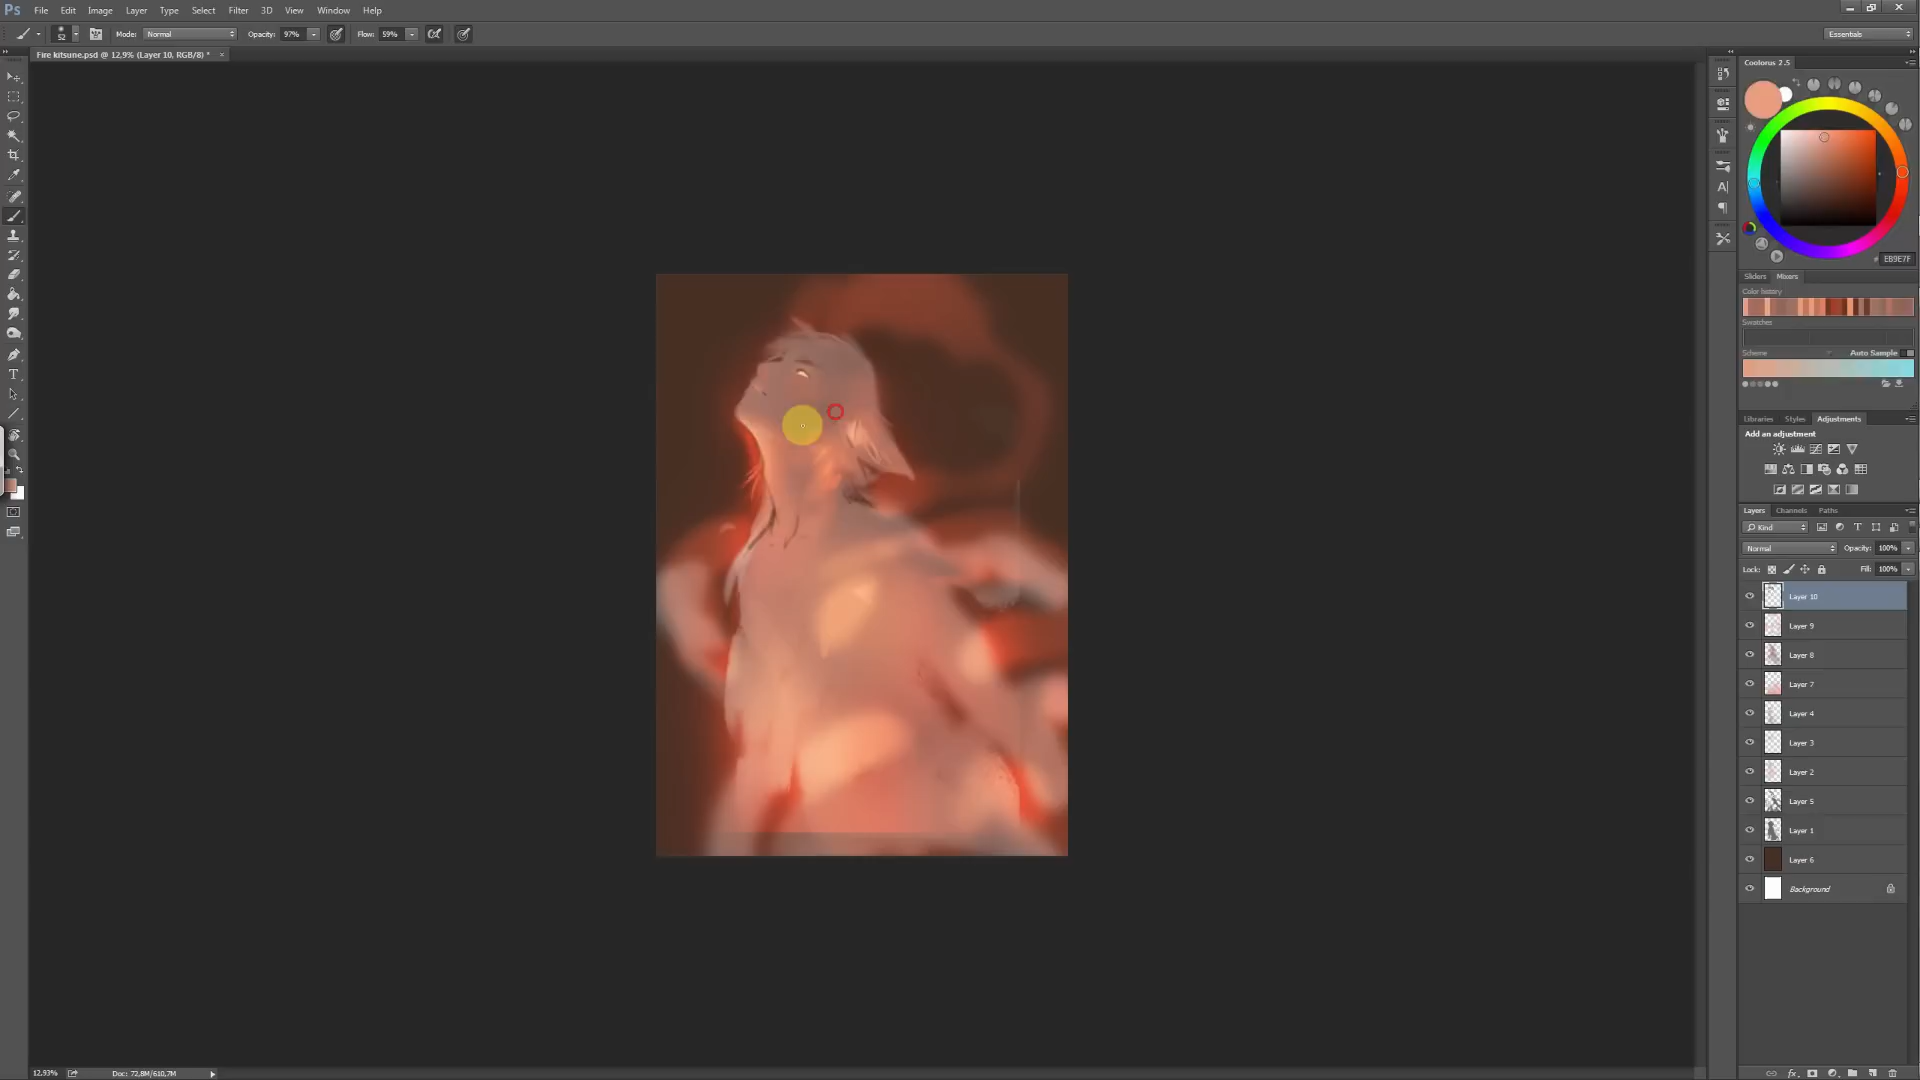 Ps File Edit Image Layer Type Select Filter 3D View Window Help
52 Mode: Normal Opacity: 97% Flow: 59% Essentials
Fire kitsune.psd @ 12,9% (Layer 10, RGB/8) * ×
Coolorus 2.5
EB9E7F
Sliders Mixers
Color history
Swatches
Scheme Auto Sample
Libraries Styles Adjustments
Add an adjustment
Layers Channels Paths
Kind
Normal Opacity: 100%
Lock: Fill: 100%
Layer 10
Layer 9
Layer 8
Layer 7
Layer 4
Layer 3
Layer 2
Layer 5
Layer 1
Layer 6
Background
12,93% Doc: 72,8M/610,7M